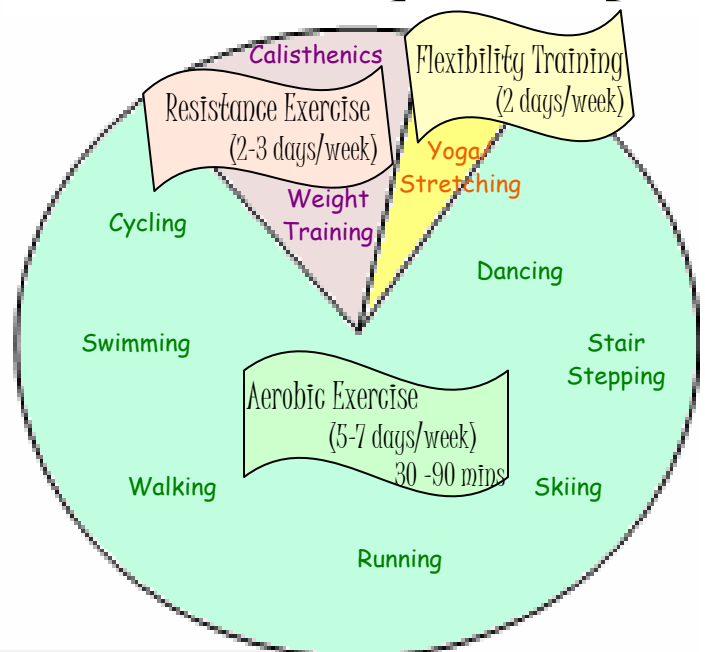 Calisthenics
Flexibility Training
(2 days/week)
Resistance Exercise
(2-3 days/week)
Yoga/
Stretching
Weight
Training
Cycling
Dancing
Swimming
Stair
Stepping
Aerobic Exercise
(5-7 days/week)
30 -90 mins
Walking
Skiing
Running